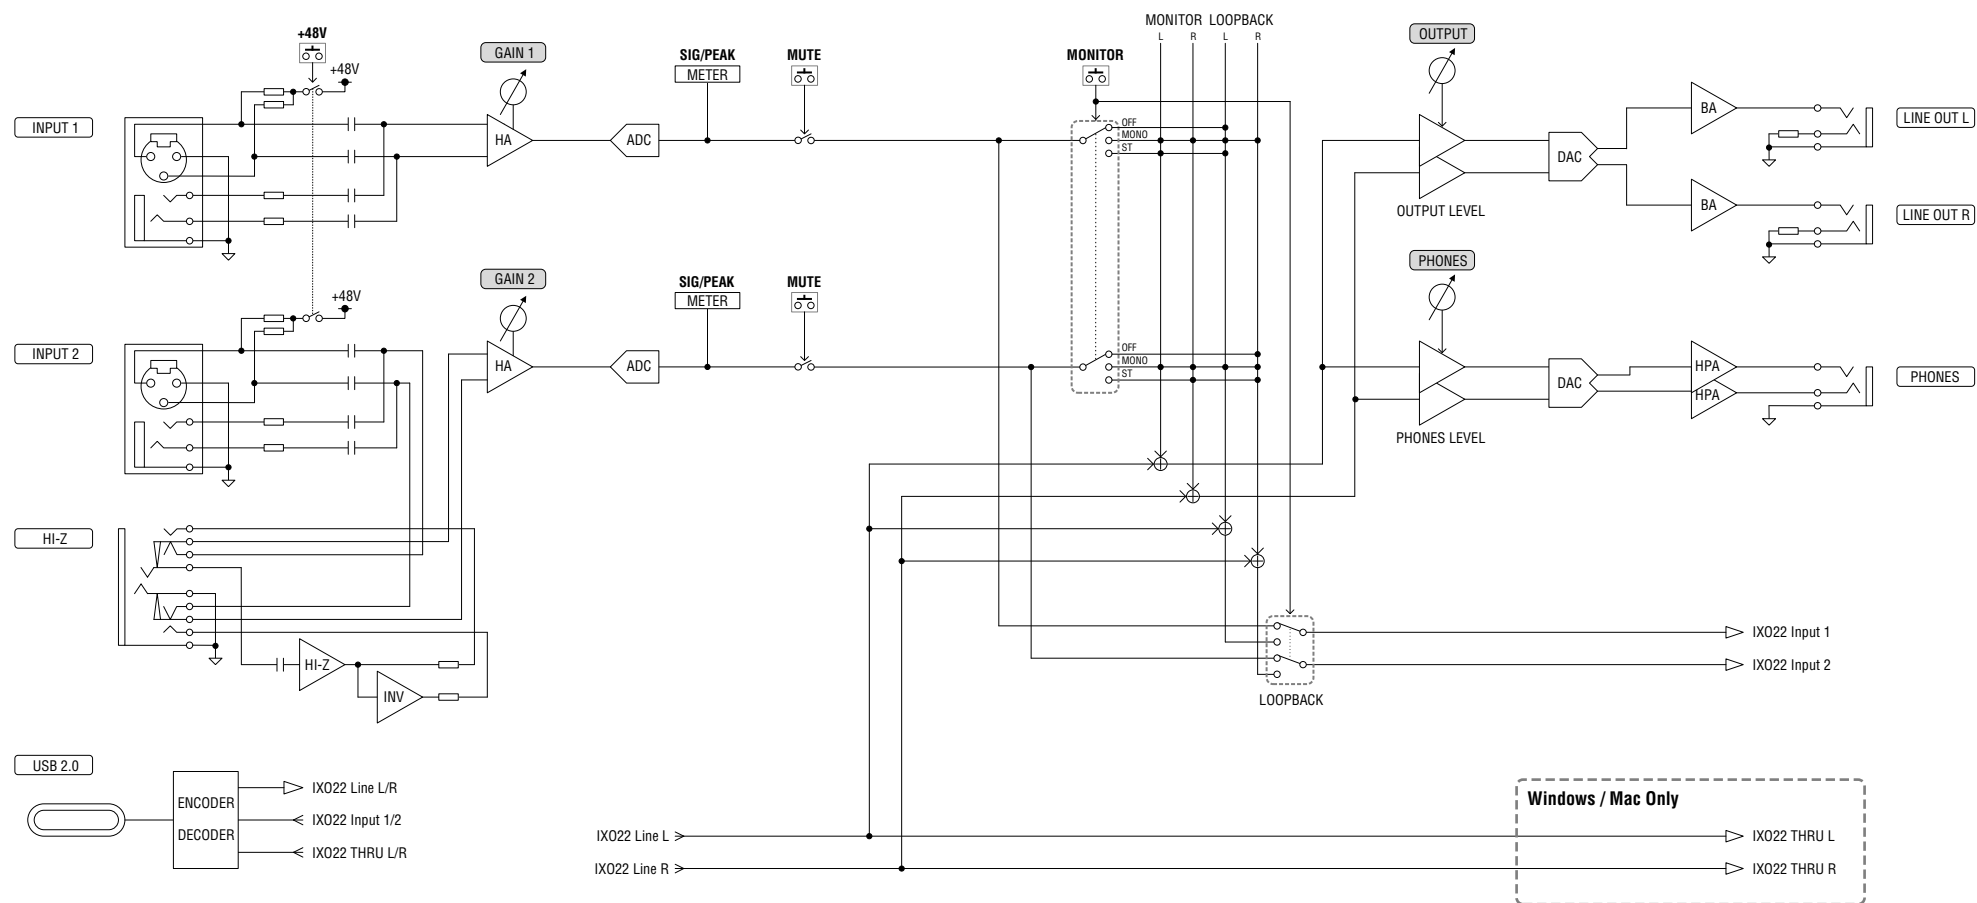 MONITOR LOOPBACK
L R L R
+48V
+48V
GAIN 1
SIG/PEAK
METER
MUTE
MONITOR
OUTPUT
INPUT 1
HA
ADC
OFF
MONO
ST
DAC
BA
LINE OUT L
OUTPUT LEVEL
BA
LINE OUT R
+48V
GAIN 2
SIG/PEAK
METER
MUTE
PHONES
INPUT 2
HA
ADC
OFF
MONO
ST
DAC
HPA
HPA
PHONES
PHONES LEVEL
HI-Z
HI-Z
INV
IXO22 Input 1
IXO22 Input 2
LOOPBACK
USB 2.0
ENCODER
DECODER
IXO22 Line L/R
IXO22 Input 1/2
IXO22 THRU L/R
IXO22 Line L
IXO22 Line R
Windows / Mac Only
IXO22 THRU L
IXO22 THRU R